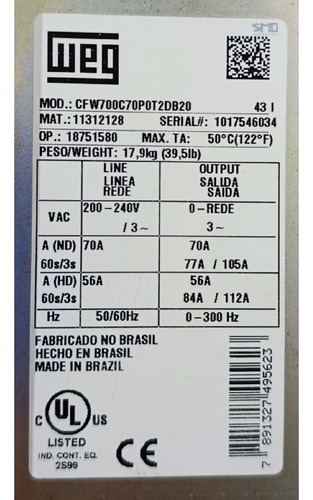 SMD
WEG
MOD.: CFW700C70P0T2DB20 43 I
MAT.: 11312128 SERIAL#: 1017546034
OP.: 18751580 MAX. TA: 50°C(122°F)
PESO/WEIGHT: 17,9kg (39,5lb)
LINE OUTPUT
LINEA SALIDA
REDE SAÍDA
VAC 200-240V 0-REDE
/ 3~ 3~
A (ND) 70A 70A
60s/3s 77A / 105A
A (HD) 56A 56A
60s/3s 84A / 112A
Hz 50/60Hz 0-300 Hz
FABRICADO NO BRASIL
HECHO EN BRASIL
MADE IN BRAZIL
C UL US
LISTED
IND. CONT. EQ.
2S99
CE
7 891327 495623